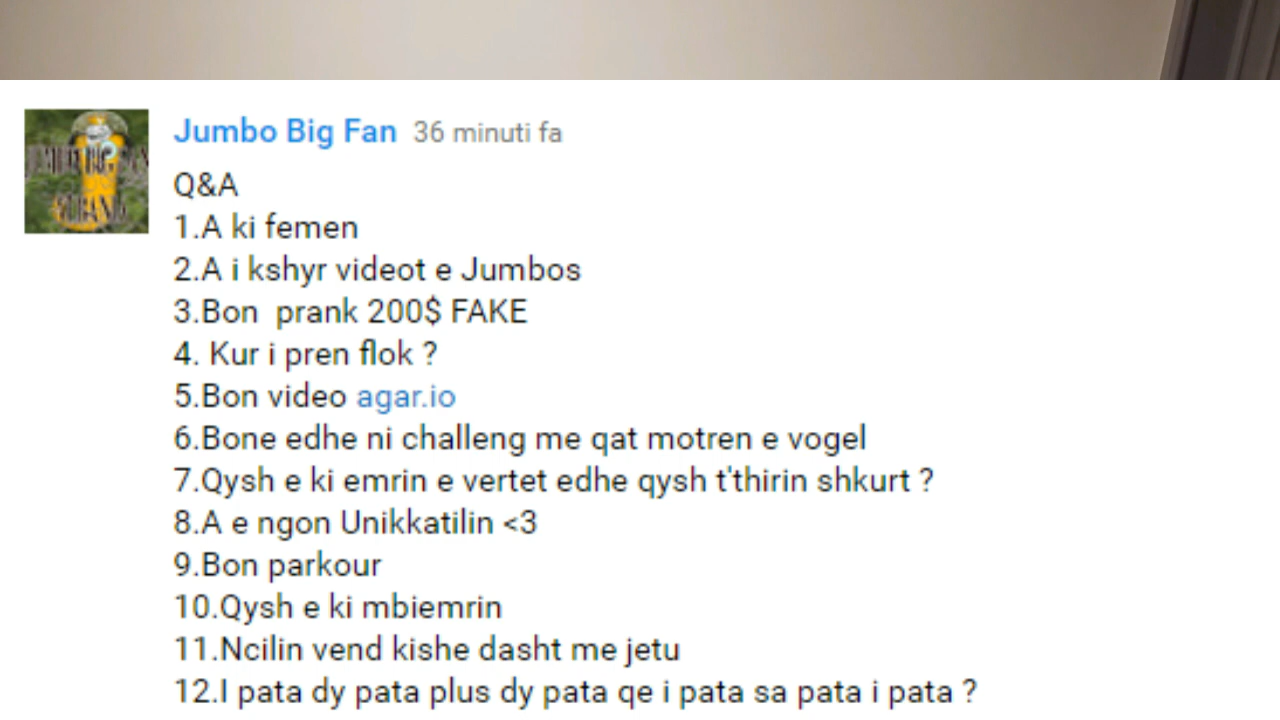 Jumbo Big Fan 36 minuti fa
Q&A
1.A ki femen
2.A i kshyr videot e Jumbos
3.Bon prank 200$ FAKE
4. Kur i pren flok ?
5.Bon video agar.io
6.Bone edhe ni challeng me qat motren e vogel
7.Qysh e ki emrin e vertet edhe qysh t'thirin shkurt ?
8.A e ngon Unikkatilin <3
9.Bon parkour
10.Qysh e ki mbiemrin
11.Ncilin vend kishe dasht me jetu
12.I pata dy pata plus dy pata qe i pata sa pata i pata ?